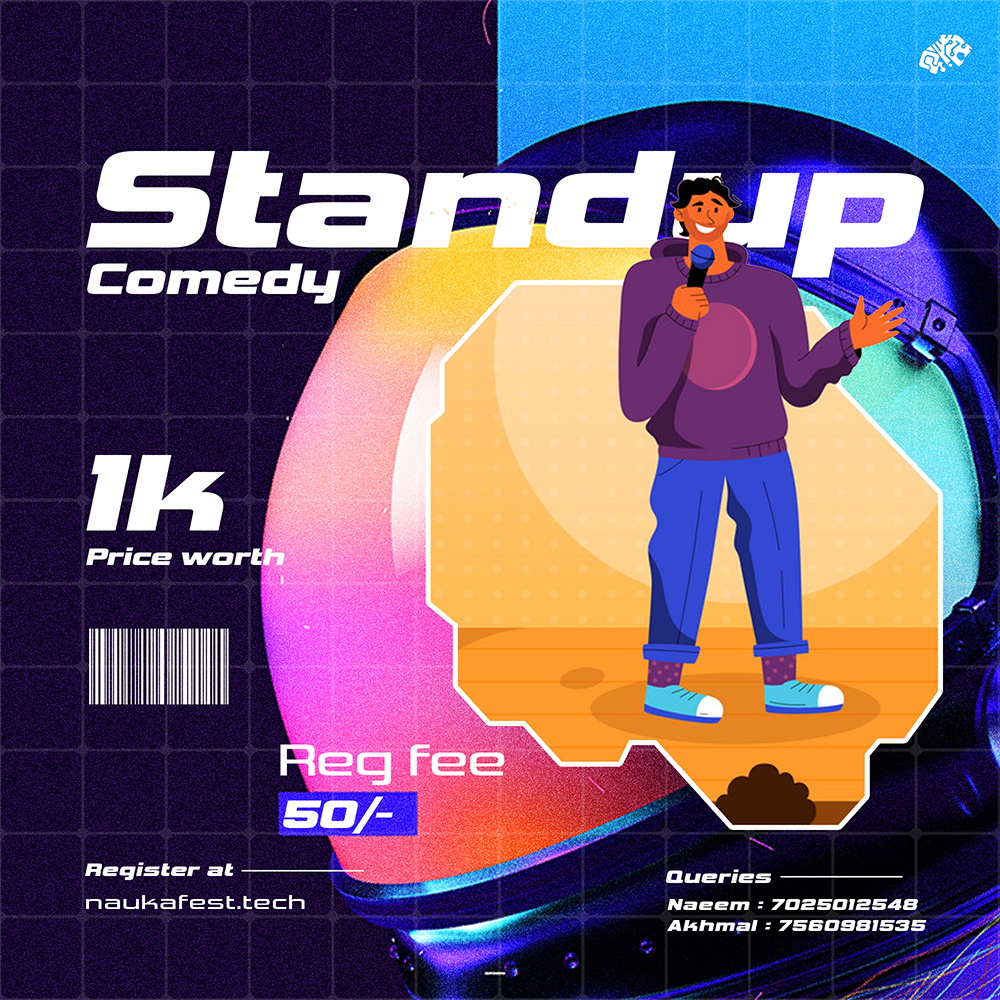 Standup
Comedy
1k
Price worth
Reg fee
50/-
Register at
naukafest.tech
Queries
Naeem : 7025012548
Akhmal : 7560981535